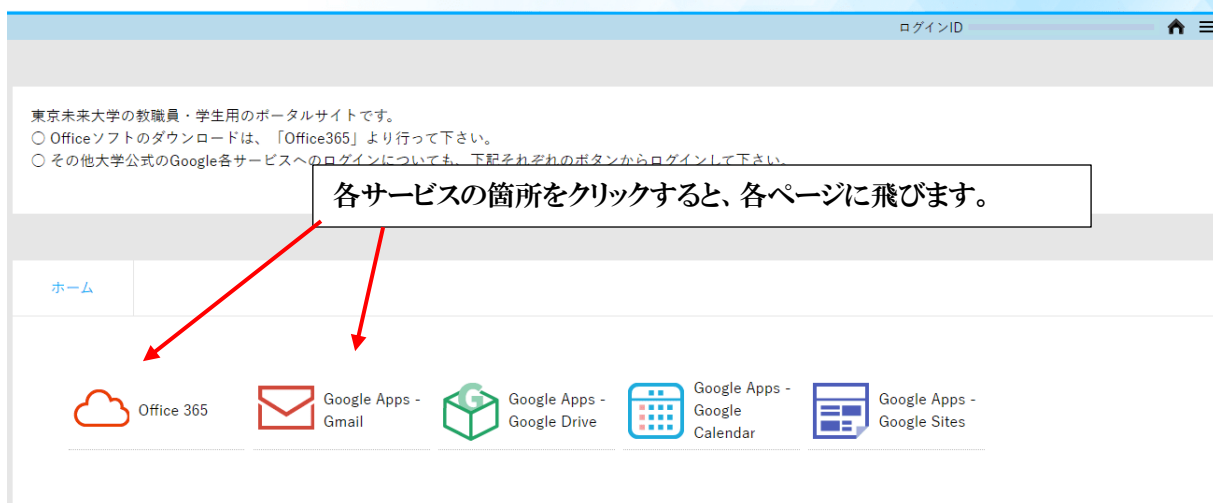 ログインID
東京未来大学の教職員・学生用のポータルサイトです。
○ Officeソフトのダウンロードは、「Office365」より行って下さい。
○ その他大学公式のGoogle各サービスへのログインについても、下記それぞれのボタンからログインして下さい。
各サービスの箇所をクリックすると、各ページに飛びます。
ホーム
Office 365
Google Apps -
Gmail
Google Apps -
Google Drive
Google Apps -
Google
Calendar
Google Apps -
Google Sites